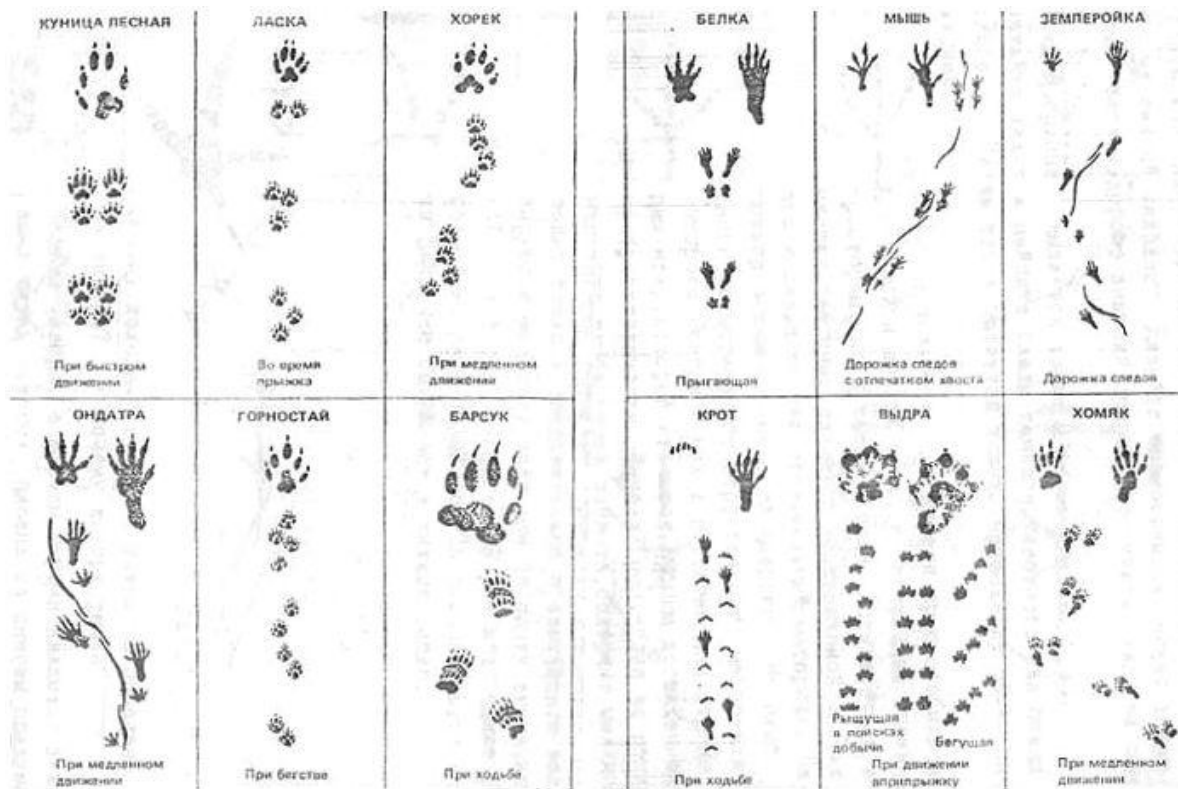 КУНИЦА ЛЕСНАЯ
ЛАСКА
ХОРЕК
БЕЛКА
МЫШЬ
ЗЕМЛЕРОЙКА
При быстром
движении
Во время
прыжка
При медленном
движении
Прыгающая
Дорожка следов
с отпечатком хвоста
Дорожка следов
ОНДАТРА
ГОРНОСТАЙ
БАРСУК
КРОТ
ВЫДРА
ХОМЯК
При медленном
движении
При бегстве
При ходьбе
При ходьбе
Рыщущая
в поисках
добычи
Бегущая
При движении
вприпрыжку
При медленном
движении